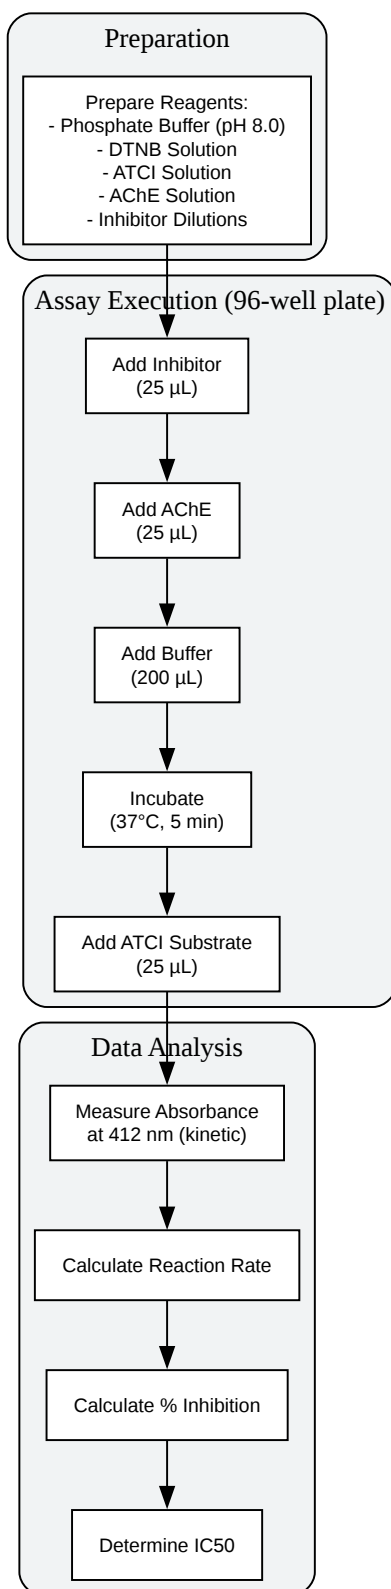 Preparation
Prepare Reagents:
- Phosphate Buffer (pH 8.0)
- DTNB Solution
- ATCI Solution
- AChE Solution
- Inhibitor Dilutions
Assay Execution (96-well plate)
Add Inhibitor
(25 µL)
Add AChE
(25 µL)
Add Buffer
(200 µL)
Incubate
(37°C, 5 min)
Add ATCI Substrate
(25 µL)
Data Analysis
Measure Absorbance
at 412 nm (kinetic)
Calculate Reaction Rate
Calculate % Inhibition
Determine IC50